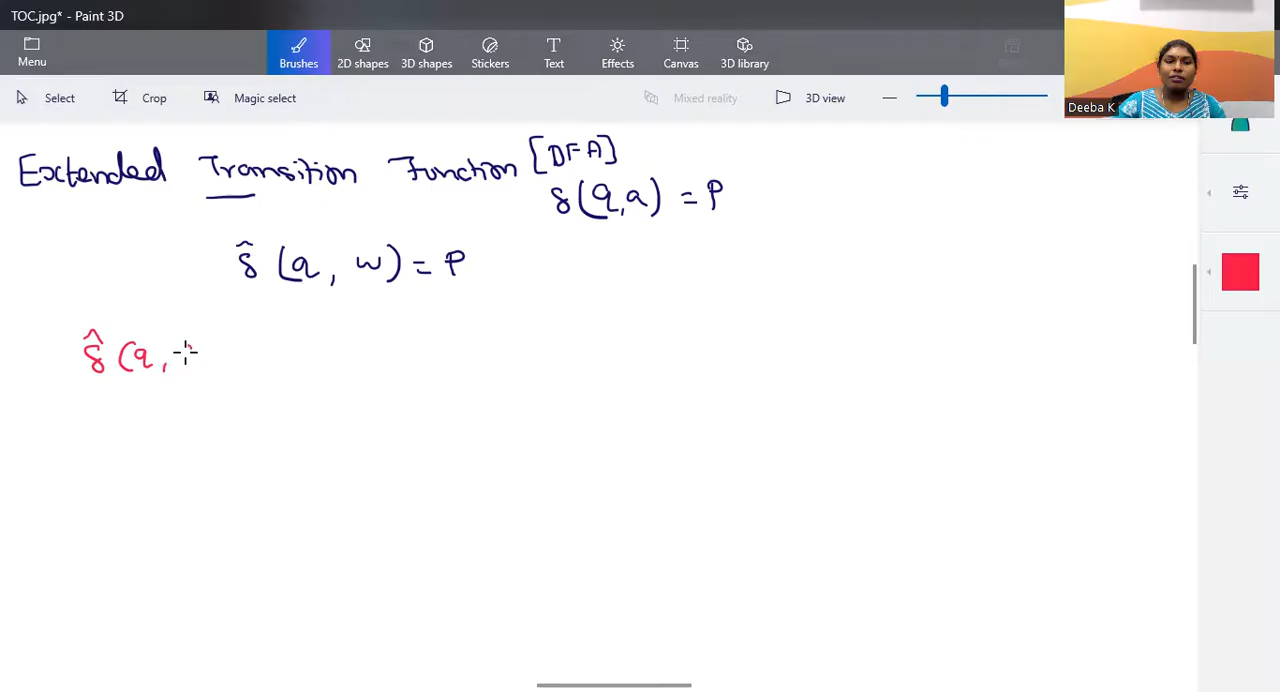 TOC.jpg* - Paint 3D
Menu
Brushes
2D shapes
3D shapes
Stickers
Text
Effects
Canvas
3D library
Select
Crop
Magic select
Mixed reality
3D view
Deeba K
Extended Transition Function [DFA]
δ(q,a) = P
δ̂ (q, w) = P
δ̂ (q,